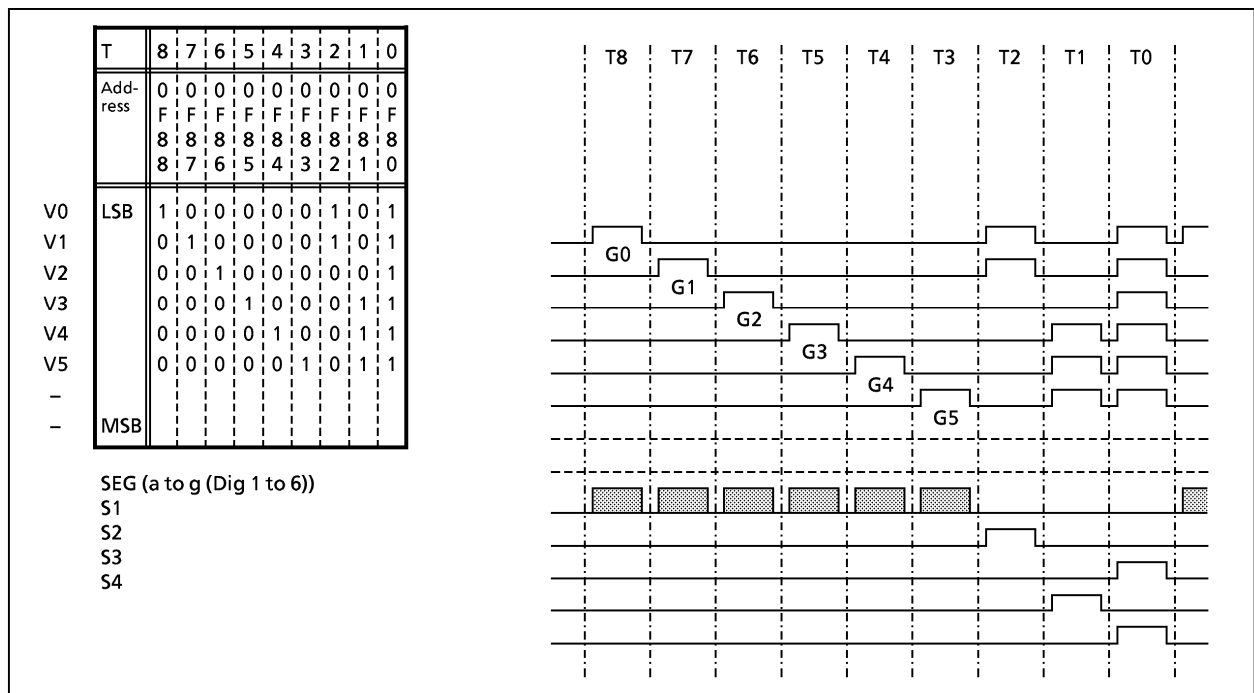 T 8 7 6 5 4 3 2 1 0
Add- 0 0 0 0 0 0 0 0 0
ress F F F F F F F F F
8 8 8 8 8 8 8 8 8
8 7 6 5 4 3 2 1 0
V0 LSB 1 0 0 0 0 0 1 0 1
V1 0 1 0 0 0 0 1 0 1
V2 0 0 1 0 0 0 0 0 1
V3 0 0 0 1 0 0 0 1 1
V4 0 0 0 0 1 0 0 1 1
V5 0 0 0 0 0 1 0 1 1
–
– MSB
SEG (a to g (Dig 1 to 6))
S1
S2
S3
S4
T8 T7 T6 T5 T4 T3 T2 T1 T0
G0
G1
G2
G3
G4
G5